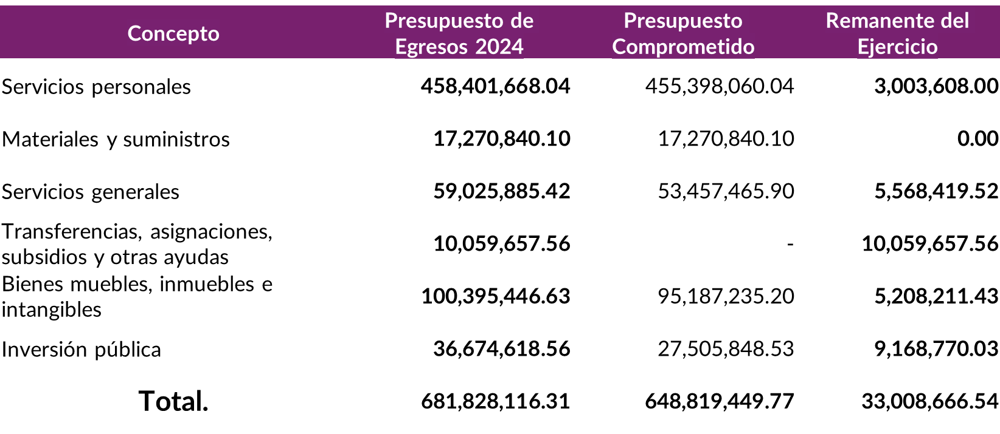 Concepto
Presupuesto de Egresos 2024
Presupuesto Comprometido
Remanente del Ejercicio
Servicios personales 458,401,668.04 455,398,060.04 3,003,608.00
Materiales y suministros 17,270,840.10 17,270,840.10 0.00
Servicios generales 59,025,885.42 53,457,465.90 5,568,419.52
Transferencias, asignaciones,
subsidios y otras ayudas 10,059,657.56 - 10,059,657.56
Bienes muebles, inmuebles e
intangibles 100,395,446.63 95,187,235.20 5,208,211.43
Inversión pública 36,674,618.56 27,505,848.53 9,168,770.03
Total. 681,828,116.31 648,819,449.77 33,008,666.54